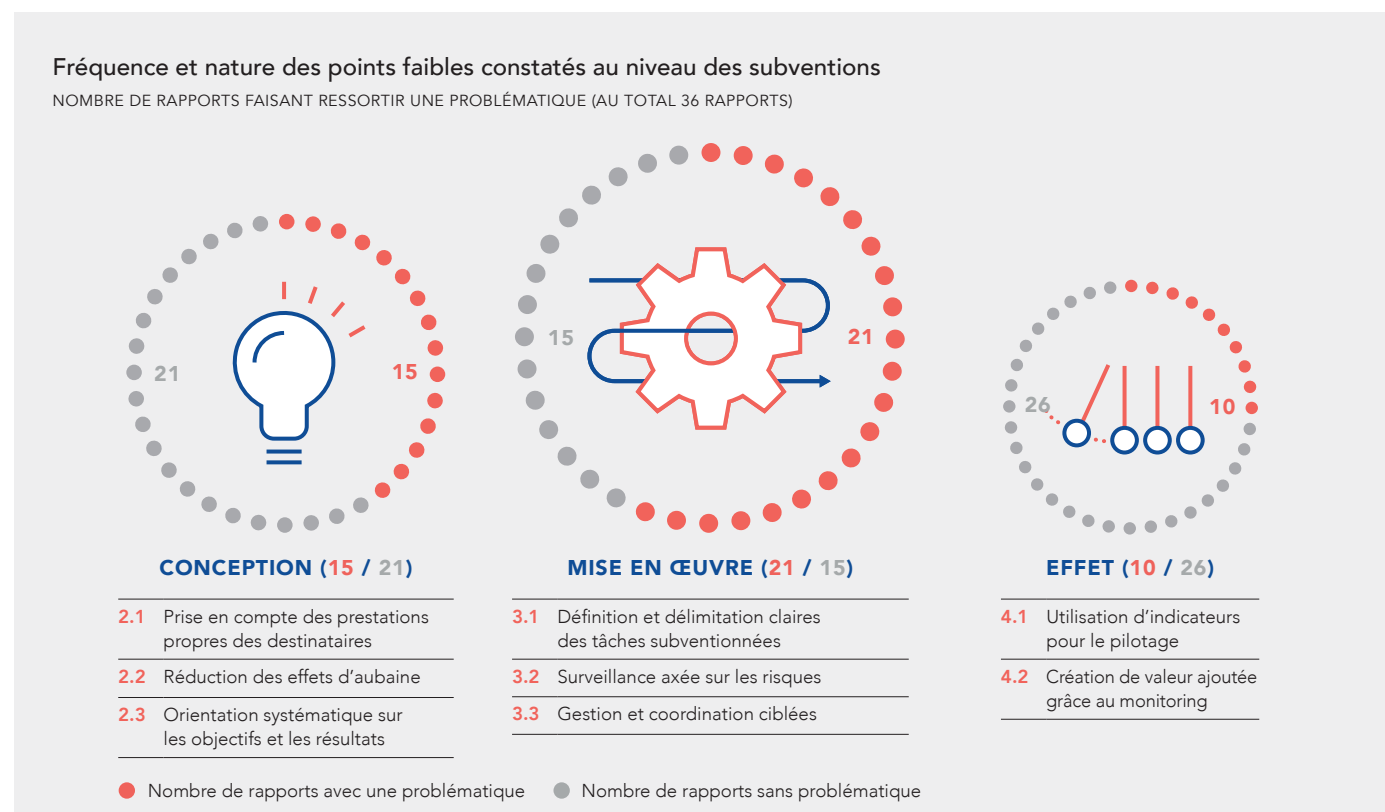 Fréquence et nature des points faibles constatés au niveau des subventions
NOMBRE DE RAPPORTS FAISANT RESSORTIR UNE PROBLÉMATIQUE (AU TOTAL 36 RAPPORTS)
21
15
15
21
26
10
CONCEPTION (15 / 21)
2.1 Prise en compte des prestations
propres des destinataires
2.2 Réduction des effets d’aubaine
2.3 Orientation systématique sur
les objectifs et les résultats
MISE EN ŒUVRE (21 / 15)
3.1 Définition et délimitation claires
des tâches subventionnées
3.2 Surveillance axée sur les risques
3.3 Gestion et coordination ciblées
EFFET (10 / 26)
4.1 Utilisation d’indicateurs
pour le pilotage
4.2 Création de valeur ajoutée
grâce au monitoring
Nombre de rapports avec une problématique
Nombre de rapports sans problématique